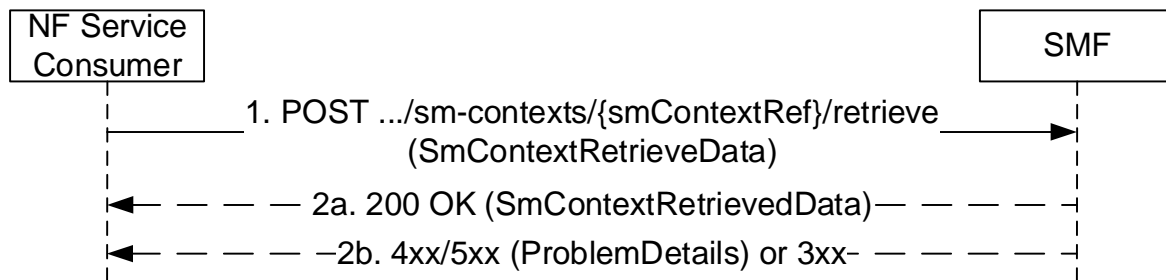 NF Service
Consumer
SMF
1. POST .../sm-contexts/{smContextRef}/retrieve
(SmContextRetrieveData)
2a. 200 OK (SmContextRetrievedData)
2b. 4xx/5xx (ProblemDetails) or 3xx